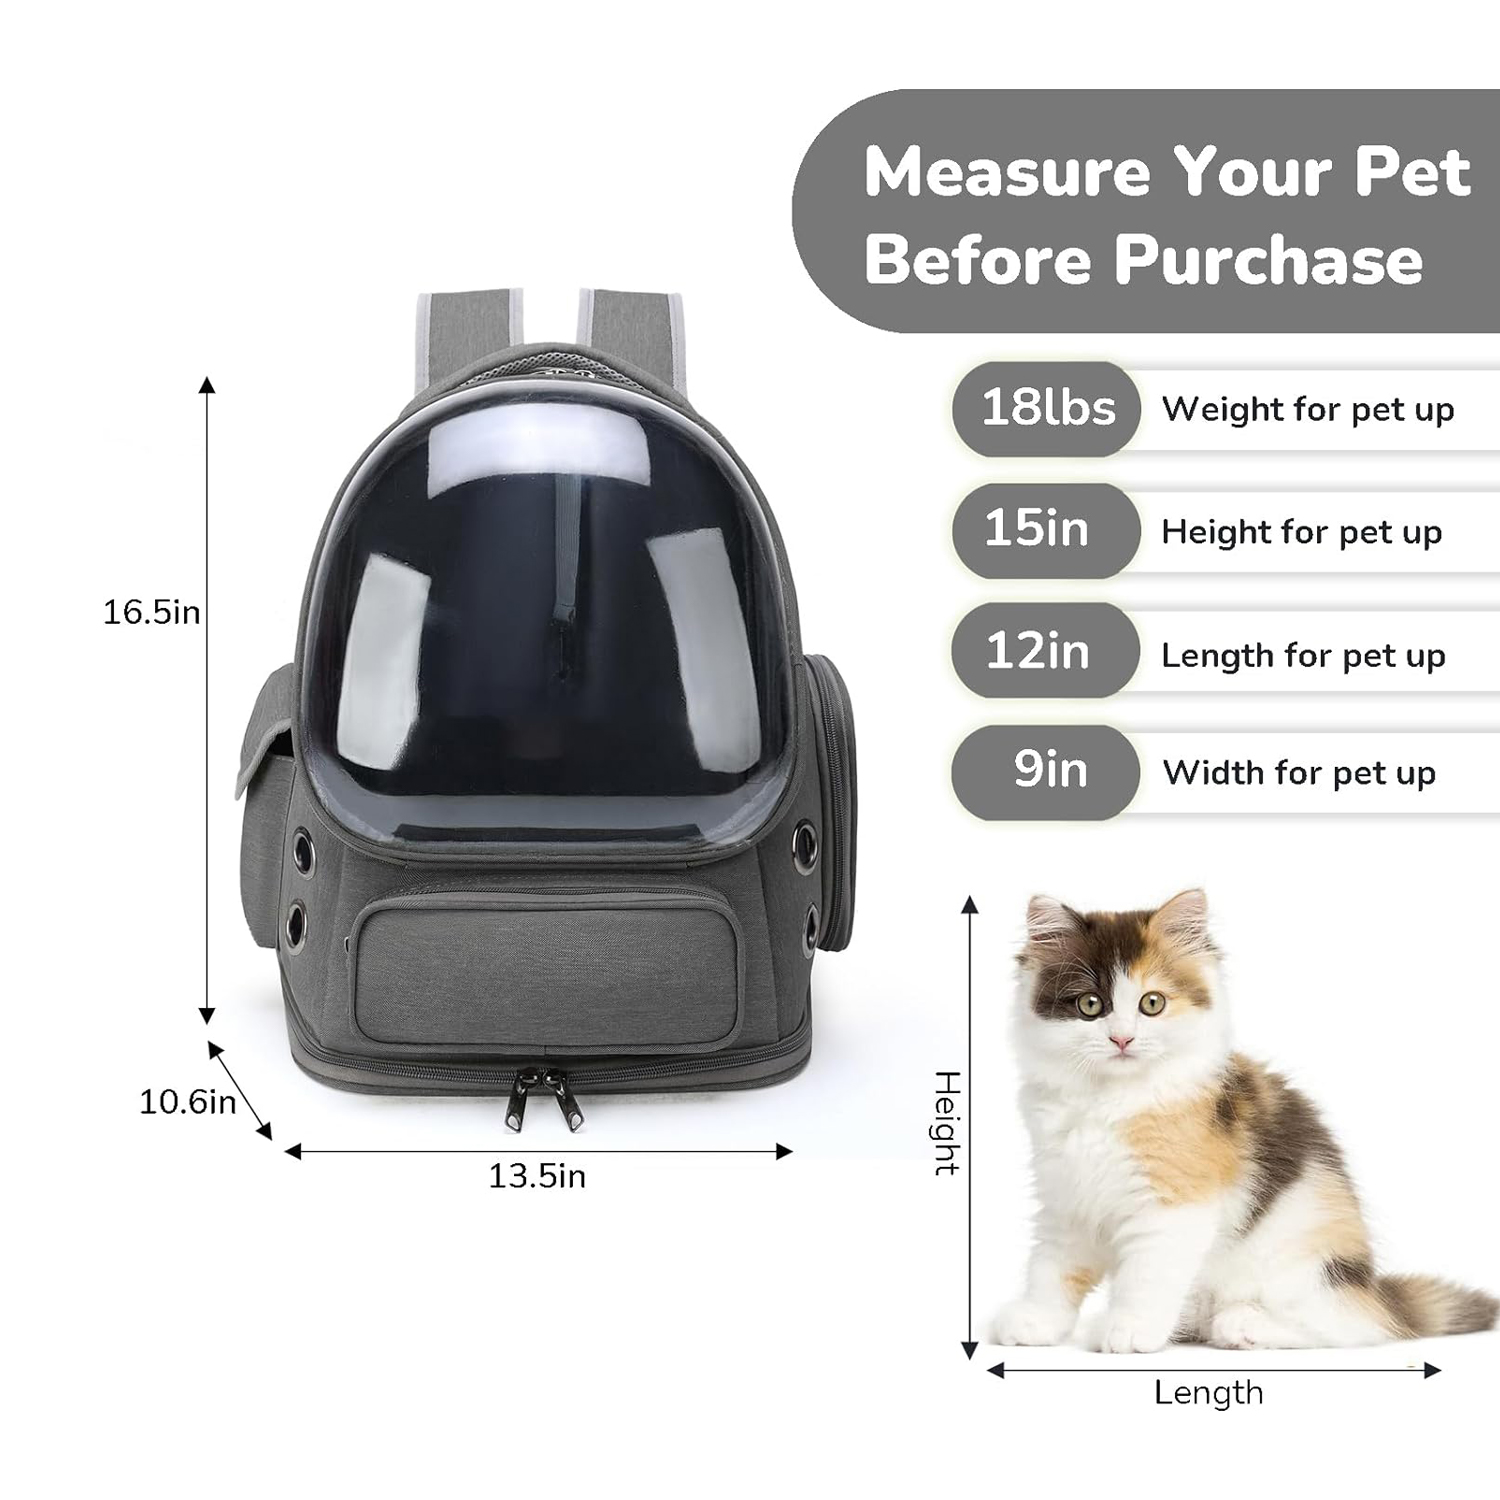 Measure Your Pet
Before Purchase
18lbs Weight for pet up
15in Height for pet up
12in Length for pet up
9in Width for pet up
16.5in
10.6in
13.5in
Height
Length